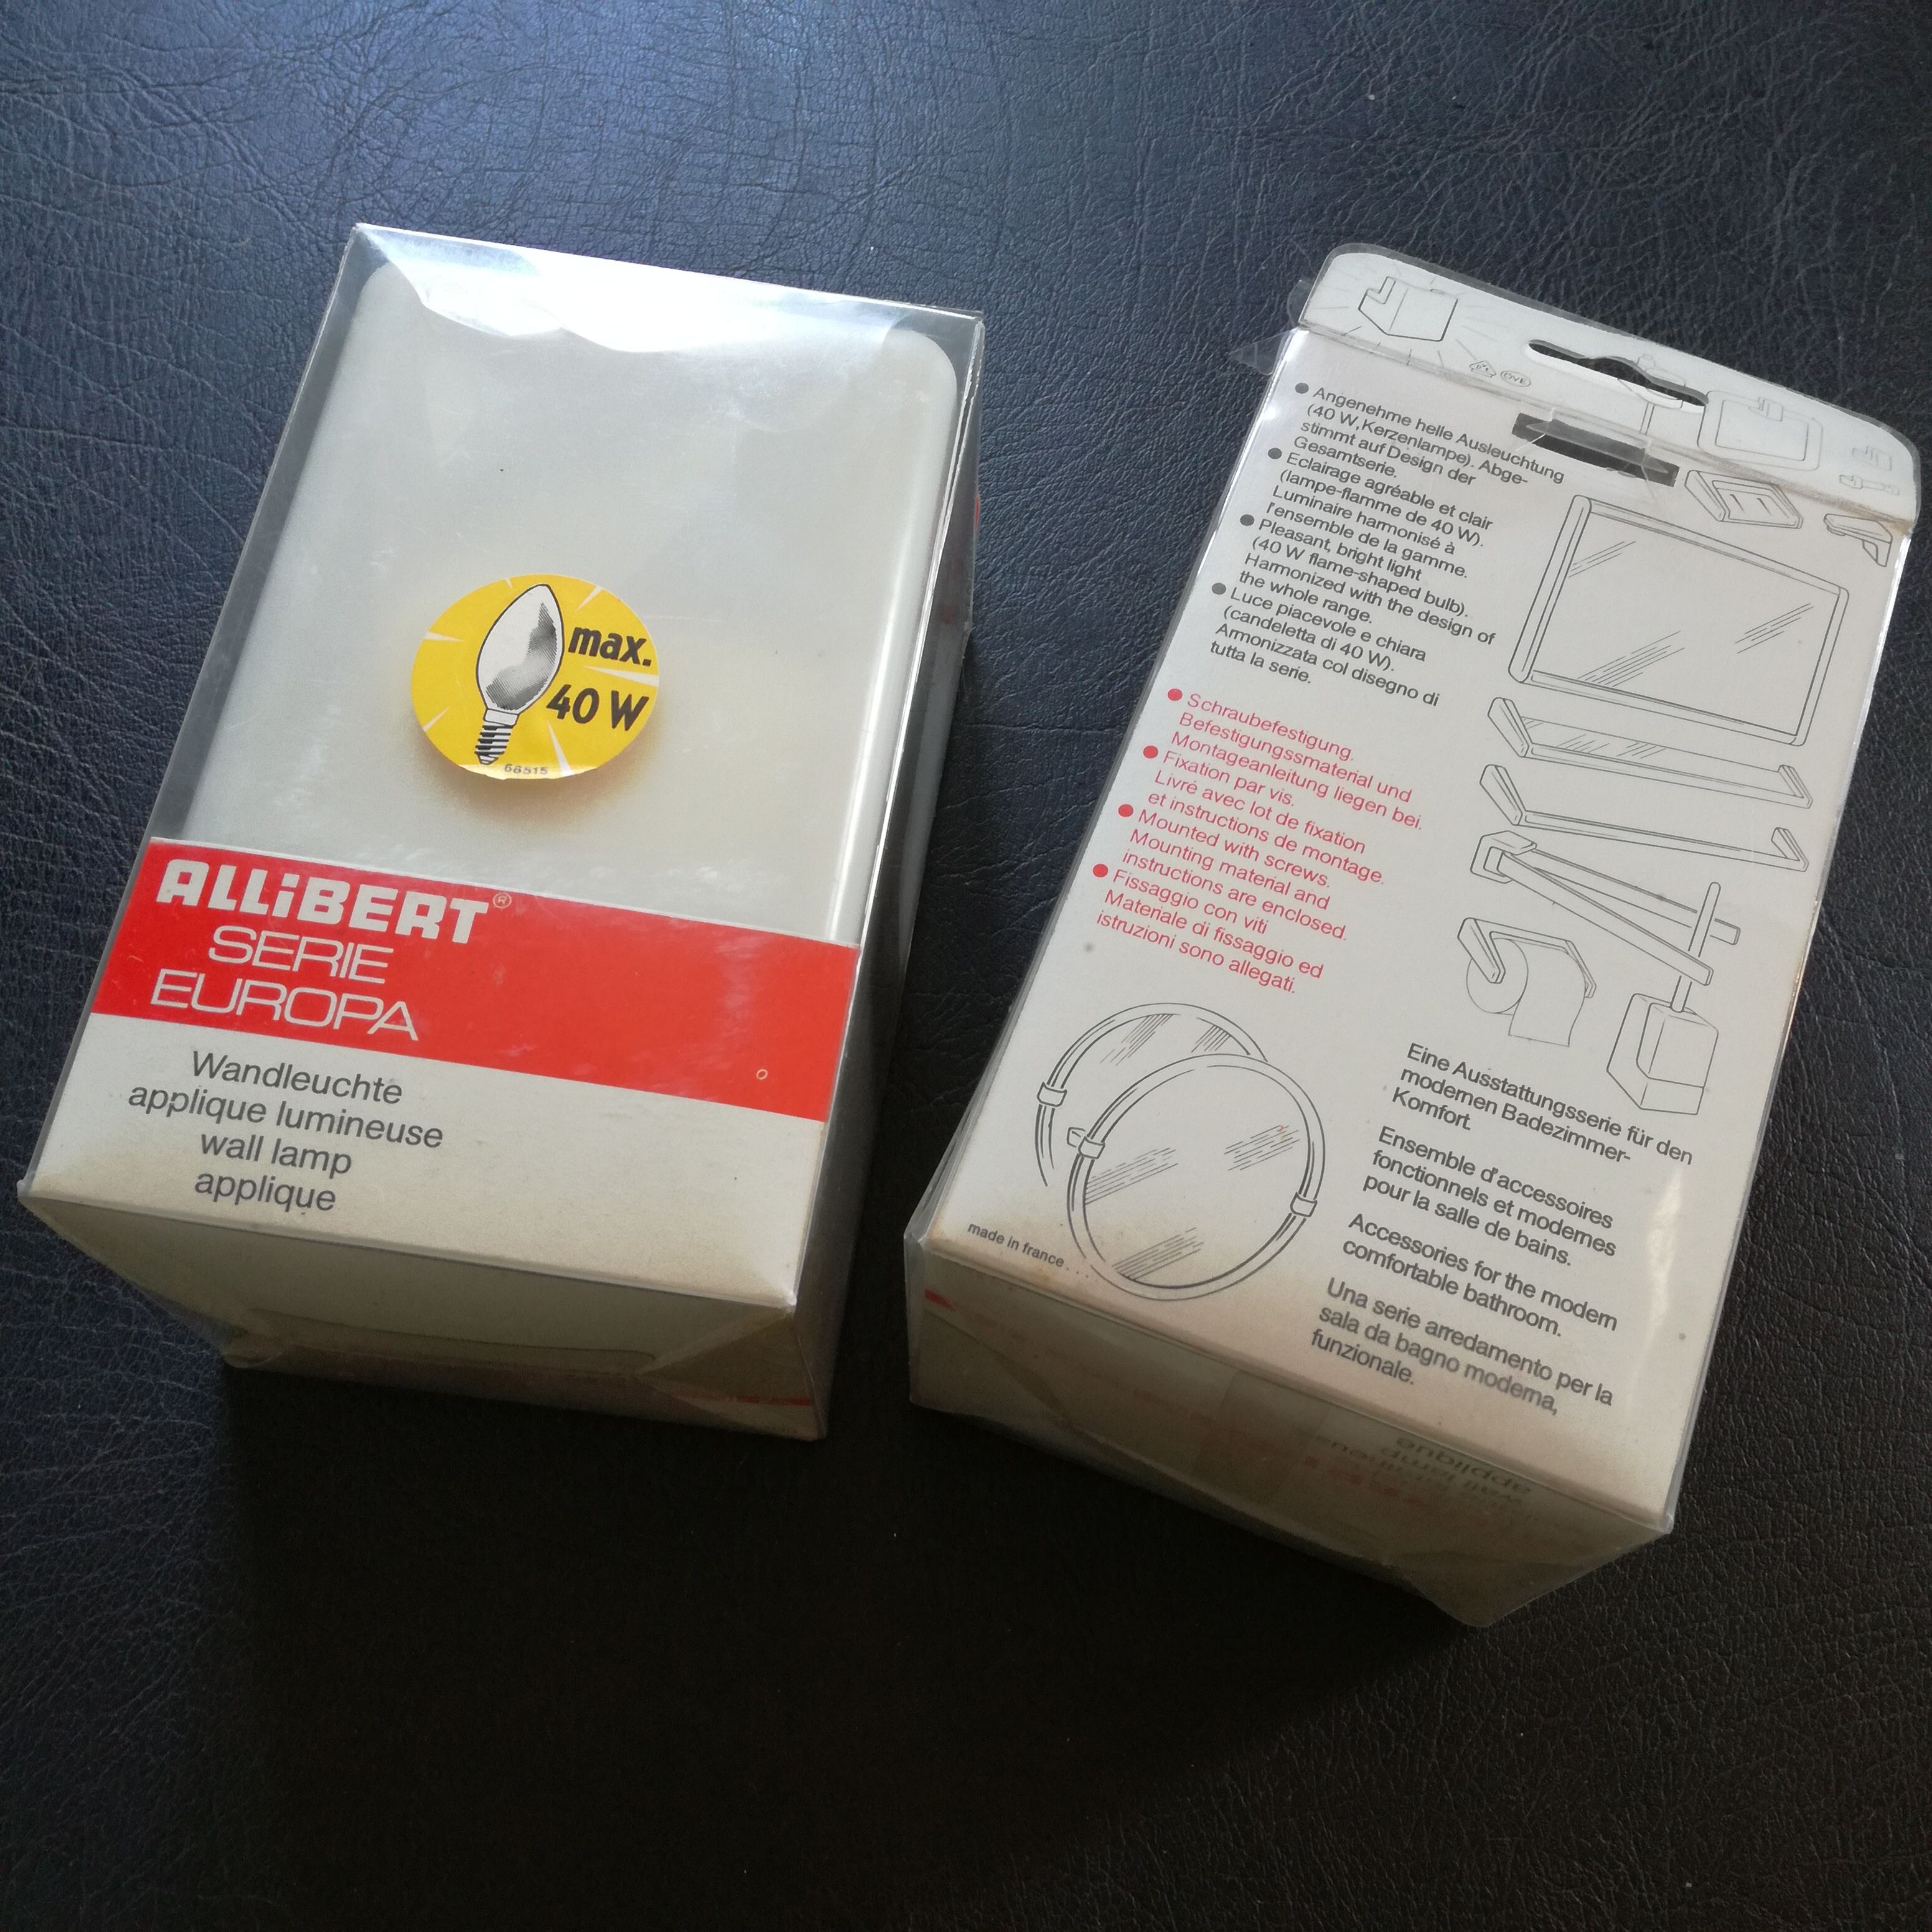 max.
40 W
66515
ALLiBERT®
SERIE
EUROPA
Wandleuchte
applique lumineuse
wall lamp
applique
OVE
● Angenehme helle Ausleuchtung
(40 W,Kerzenlampe). Abge-
stimmt auf Design der
Gesamtserie.
● Eclairage agréable et clair
(lampe-flamme de 40 W).
Luminaire harmonisé à
l'ensemble de la gamme.
● Pleasant, bright light
(40 W flame-shaped bulb).
Harmonized with the design of
the whole range.
● Luce piacevole e chiara
(candeletta di 40 W).
Armonizzata col disegno di
tutta la serie.
● Schraubefestigung.
Befestigungssmaterial und
Montageanleitung liegen bei.
● Fixation par vis.
Livré avec lot de fixation
et instructions de montage.
● Mounted with screws.
Mounting material and
instructions are enclosed.
● Fissaggio con viti
Materiale di fissaggio ed
istruzioni sono allegati.
made in france
Eine Ausstattungsserie für den
modernen Badezimmer-
Komfort.
Ensemble d'accessoires
fonctionnels et modernes
pour la salle de bains.
Accessories for the modern
comfortable bathroom.
Una serie arredamento per la
sala da bagno moderna,
funzionale.
wall lamp
applique